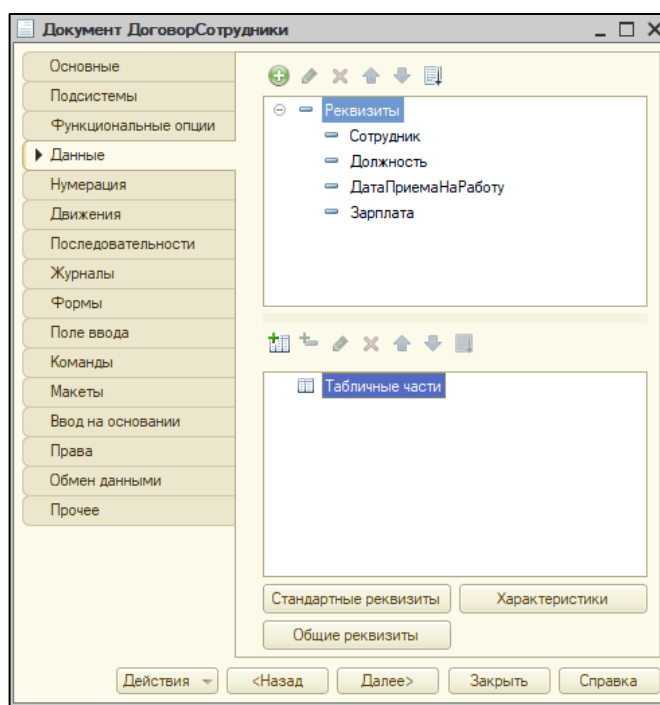 Документ ДоговорСотрудники
Основные
Подсистемы
Функциональные опции
Данные
Нумерация
Движения
Последовательности
Журналы
Формы
Поле ввода
Команды
Макеты
Ввод на основании
Права
Обмен данными
Прочее
Реквизиты
Сотрудник
Должность
ДатаПриемаНаРаботу
Зарплата
Табличные части
Стандартные реквизиты Характеристики
Общие реквизиты
Действия <Назад Далее> Закрыть Справка